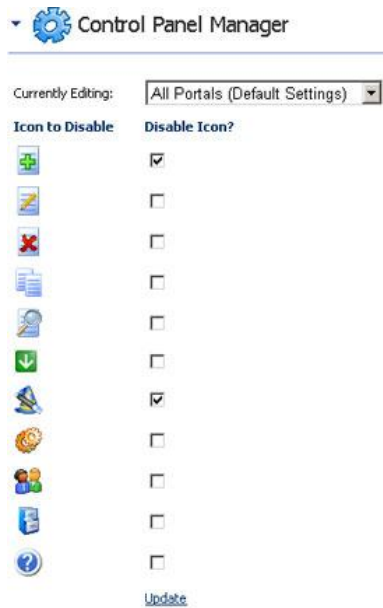 Control Panel Manager
Currently Editing: All Portals (Default Settings)
Icon to Disable Disable Icon?
Update